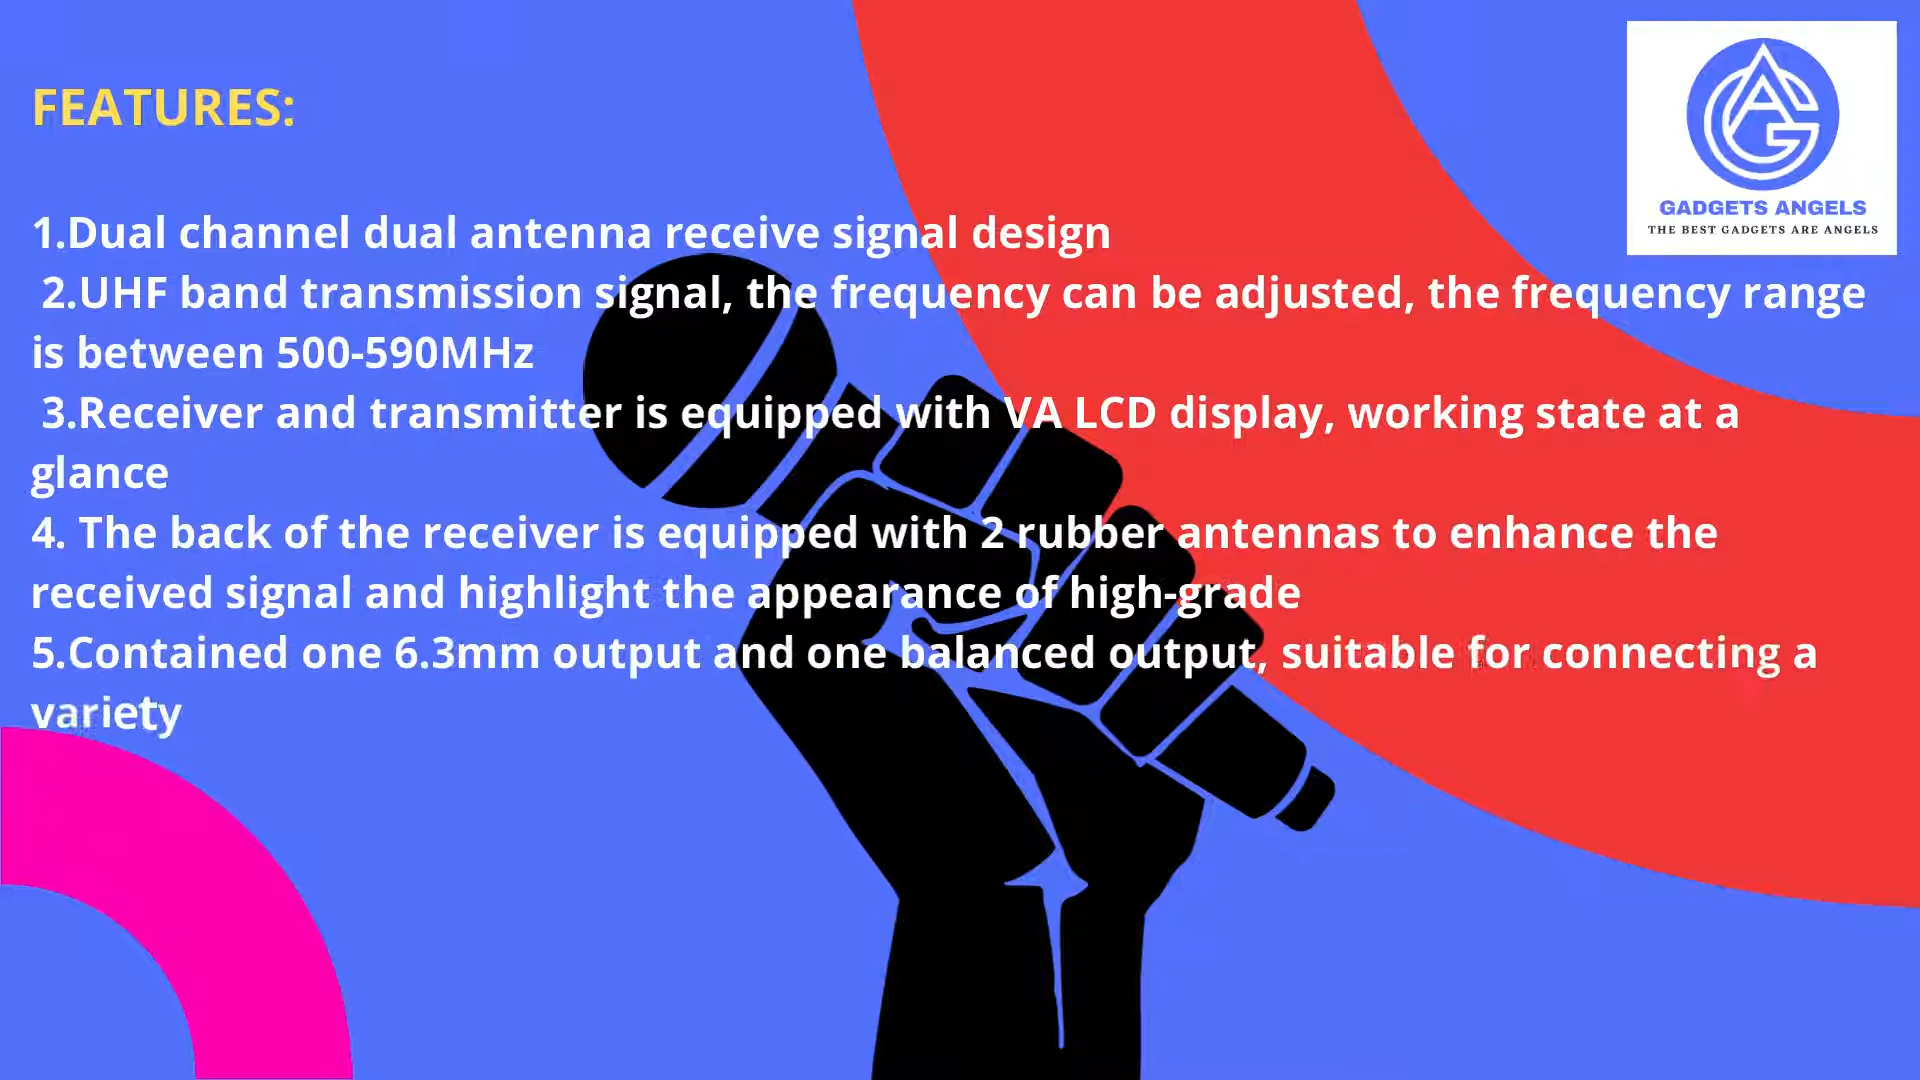 FEATURES:
1.Dual channel dual antenna receive signal design
2.UHF band transmission signal, the frequency can be adjusted, the frequency range
is between 500-590MHz
3.Receiver and transmitter is equipped with VA LCD display, working state at a
glance
4. The back of the receiver is equipped with 2 rubber antennas to enhance the
received signal and highlight the appearance of high-grade
5.Contained one 6.3mm output and one balanced output, suitable for connecting a
variety
AG
GADGETS ANGELS
THE BEST GADGETS ARE ANGELS